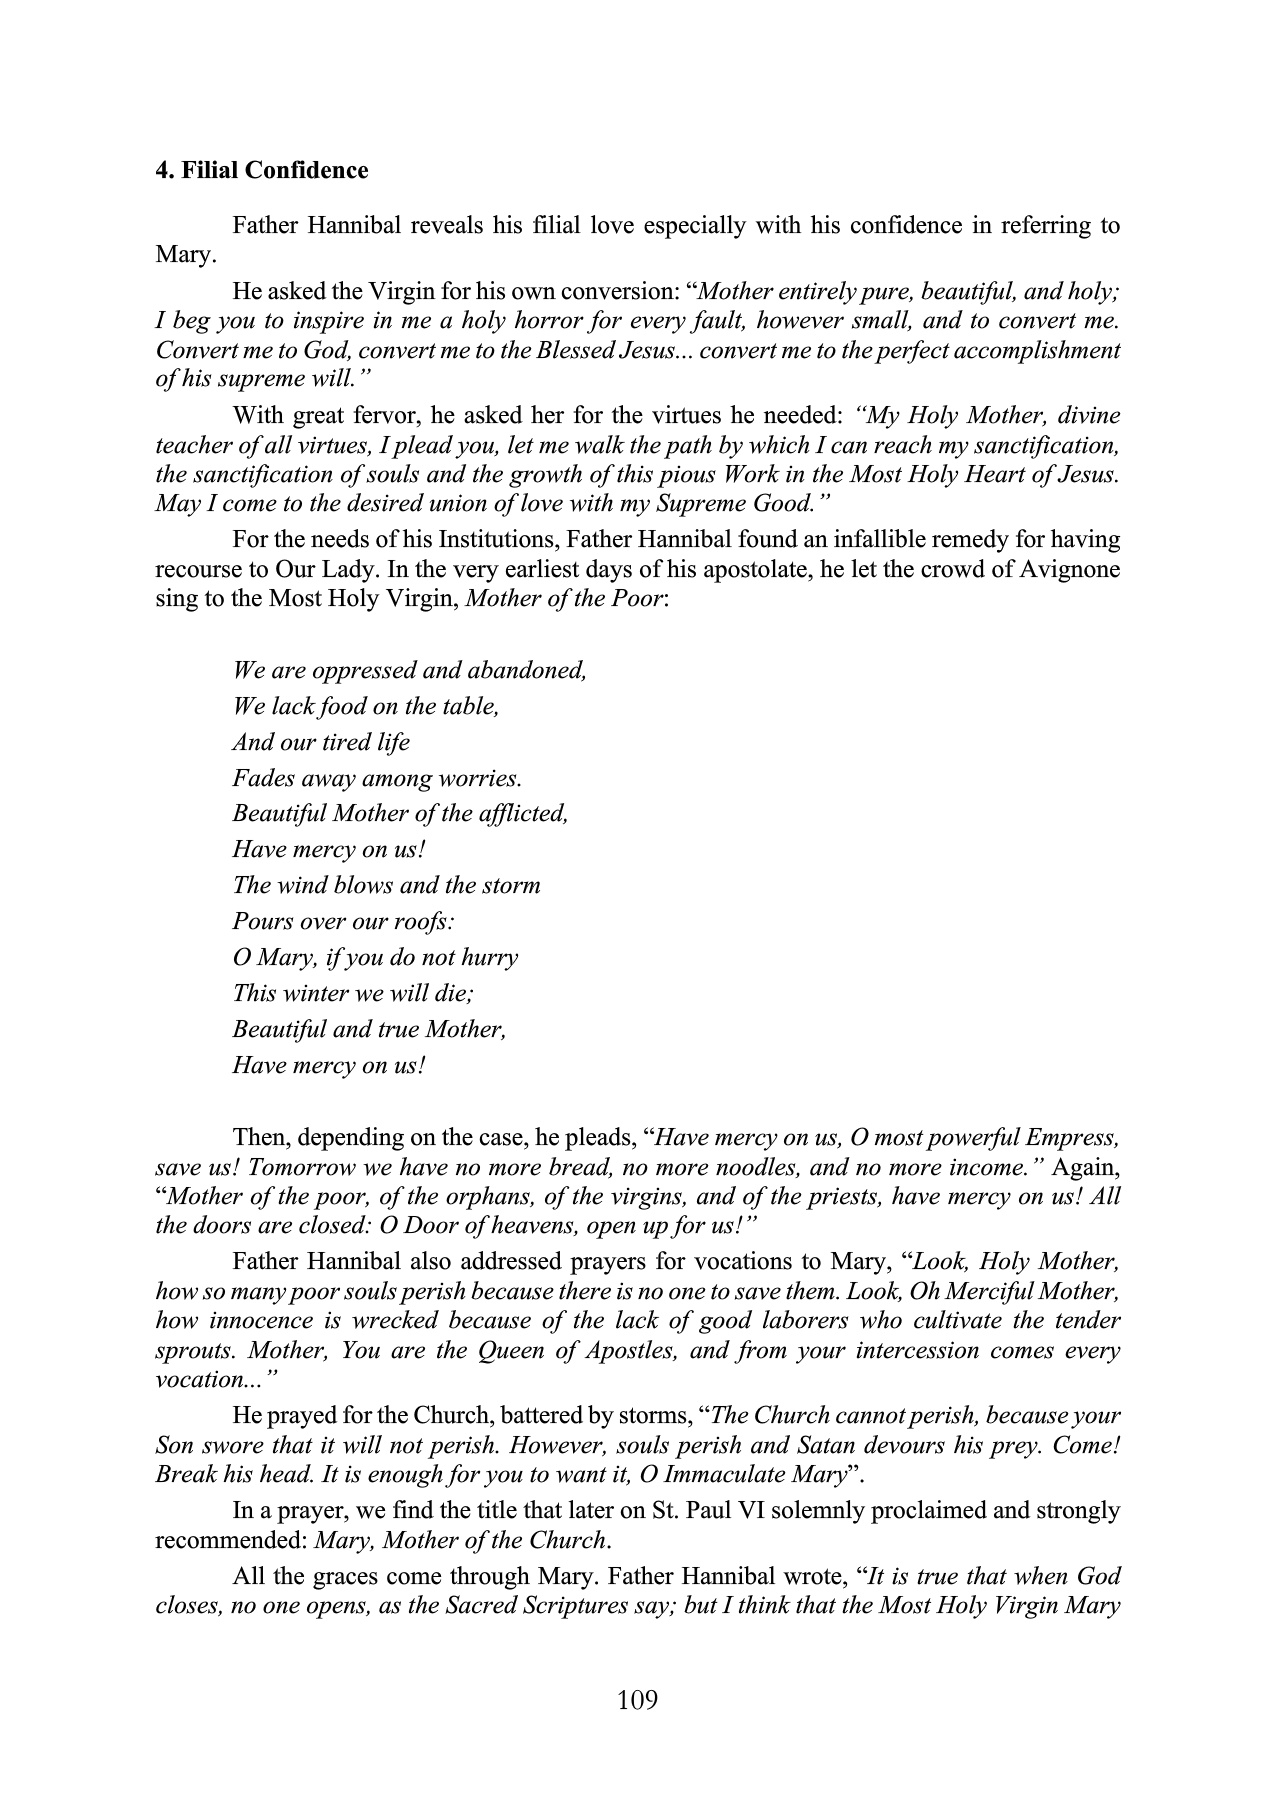 4. Filial Confidence
Father Hannibal reveals his filial love especially with his confidence in referring to
Mary.
He asked the Virgin for his own conversion: “Mother entirely pure, beautiful, and holy;
I beg you to inspire in me a holy horror for every fault, however small, and to convert me.
Convert me to God, convert me to the Blessed Jesus... convert me to the perfect accomplishment
of his supreme will.”
With great fervor, he asked her for the virtues he needed: “My Holy Mother, divine
teacher of all virtues, I plead you, let me walk the path by which I can reach my sanctification,
the sanctification of souls and the growth of this pious Work in the Most Holy Heart of Jesus.
May I come to the desired union of love with my Supreme Good.”
For the needs of his Institutions, Father Hannibal found an infallible remedy for having
recourse to Our Lady. In the very earliest days of his apostolate, he let the crowd of Avignone
sing to the Most Holy Virgin, Mother of the Poor:
We are oppressed and abandoned,
We lack food on the table,
And our tired life
Fades away among worries.
Beautiful Mother of the afflicted,
Have mercy on us!
The wind blows and the storm
Pours over our roofs:
O Mary, if you do not hurry
This winter we will die;
Beautiful and true Mother,
Have mercy on us!
Then, depending on the case, he pleads, “Have mercy on us, O most powerful Empress,
save us! Tomorrow we have no more bread, no more noodles, and no more income.” Again,
“Mother of the poor, of the orphans, of the virgins, and of the priests, have mercy on us! All
the doors are closed: O Door of heavens, open up for us!”
Father Hannibal also addressed prayers for vocations to Mary, “Look, Holy Mother,
how so many poor souls perish because there is no one to save them. Look, Oh Merciful Mother,
how innocence is wrecked because of the lack of good laborers who cultivate the tender
sprouts. Mother, You are the Queen of Apostles, and from your intercession comes every
vocation...”
He prayed for the Church, battered by storms, “The Church cannot perish, because your
Son swore that it will not perish. However, souls perish and Satan devours his prey. Come!
Break his head. It is enough for you to want it, O Immaculate Mary”.
In a prayer, we find the title that later on St. Paul VI solemnly proclaimed and strongly
recommended: Mary, Mother of the Church.
All the graces come through Mary. Father Hannibal wrote, “It is true that when God
closes, no one opens, as the Sacred Scriptures say; but I think that the Most Holy Virgin Mary
109